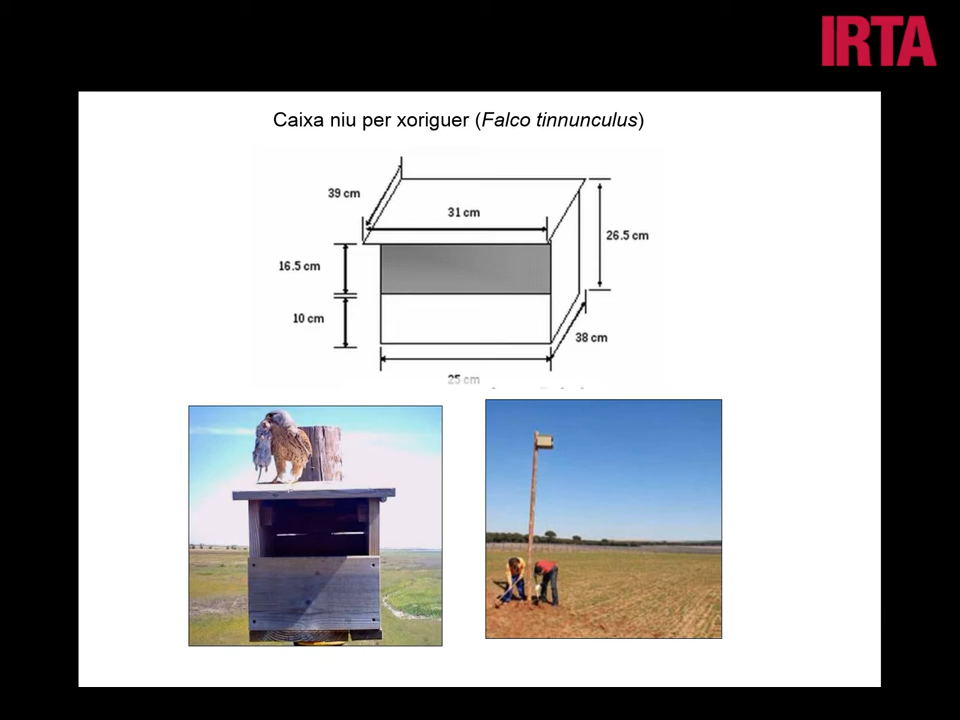 IRTA
Caixa niu per xoriguer (Falco tinnunculus)
39 cm
31 cm
26.5 cm
16.5 cm
10 cm
38 cm
25 cm